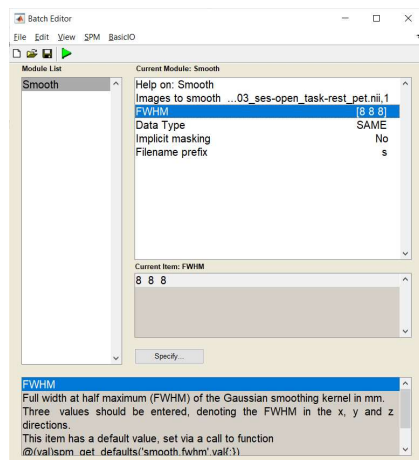 Batch Editor
File Edit View SPM BasicIO
Module List
Smooth
Current Module: Smooth
Help on: Smooth
Images to smooth ...03_ses-open_task-rest_pet.nii,1
FWHM [8 8 8]
Data Type SAME
Implicit masking No
Filename prefix s
Current Item: FWHM
8 8 8
Specify...
FWHM
Full width at half maximum (FWHM) of the Gaussian smoothing kernel in mm.
Three values should be entered, denoting the FWHM in the x, y and z
directions.
This item has a default value, set via a call to function
@(val)spm_get_defaults('smooth.fwhm',val{:})